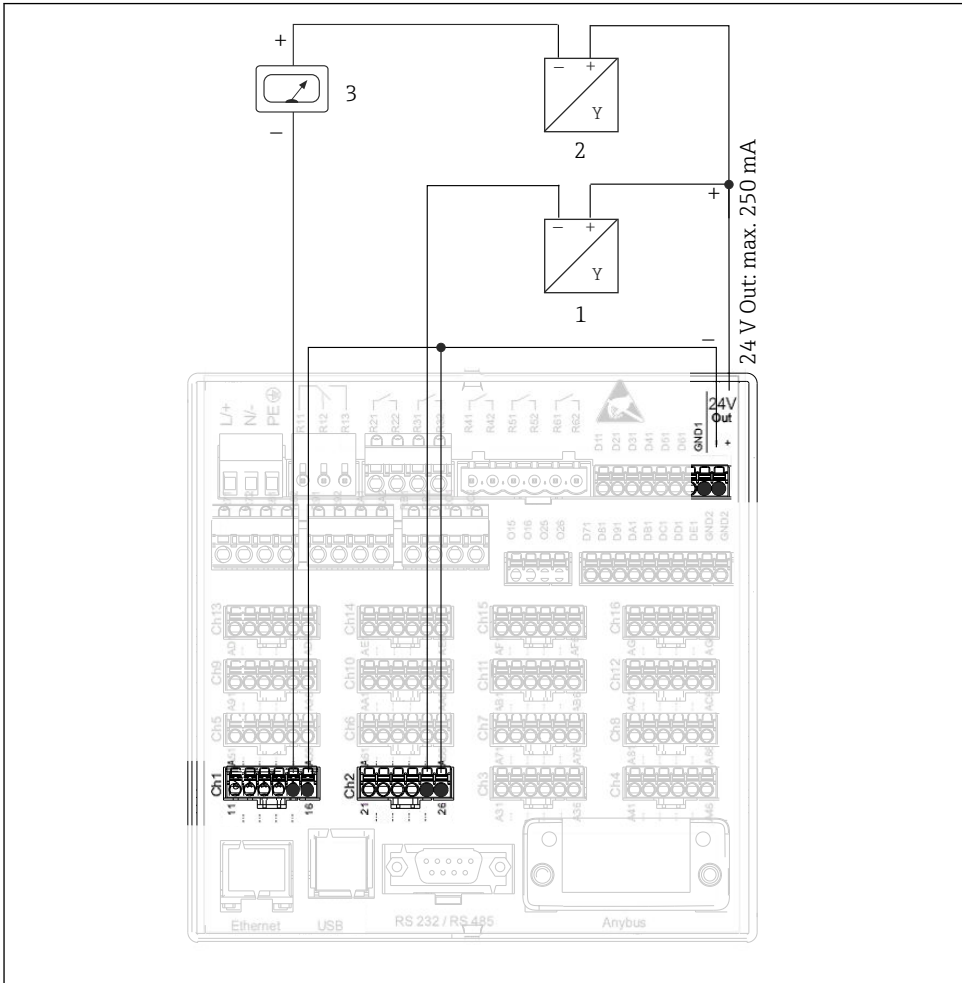 +
− +
3
Y
−
2
24 V Out: max. 250 mA
+
− +
Y
1
−
L/+
N/-
PE
R11
R12
R13
R21
R22
R31
R32
R41
R42
R51
R52
R61
R62
D11
D21
D31
D41
D51
D61
GND1
24V
Out
- +
O15
O16
O25
O26
D71
D81
D91
DA1
DB1
DC1
DD1
DE1
GND2
GND2
Ch13
Ch14
Ch15
Ch16
Ch9
Ch10
Ch11
Ch12
Ch5
Ch6
Ch7
Ch8
Ch1
Ch2
Ch3
Ch4
11
16
21
26
A31
A36
A41
A46
Ethernet
USB
RS 232 / RS 485
Anybus